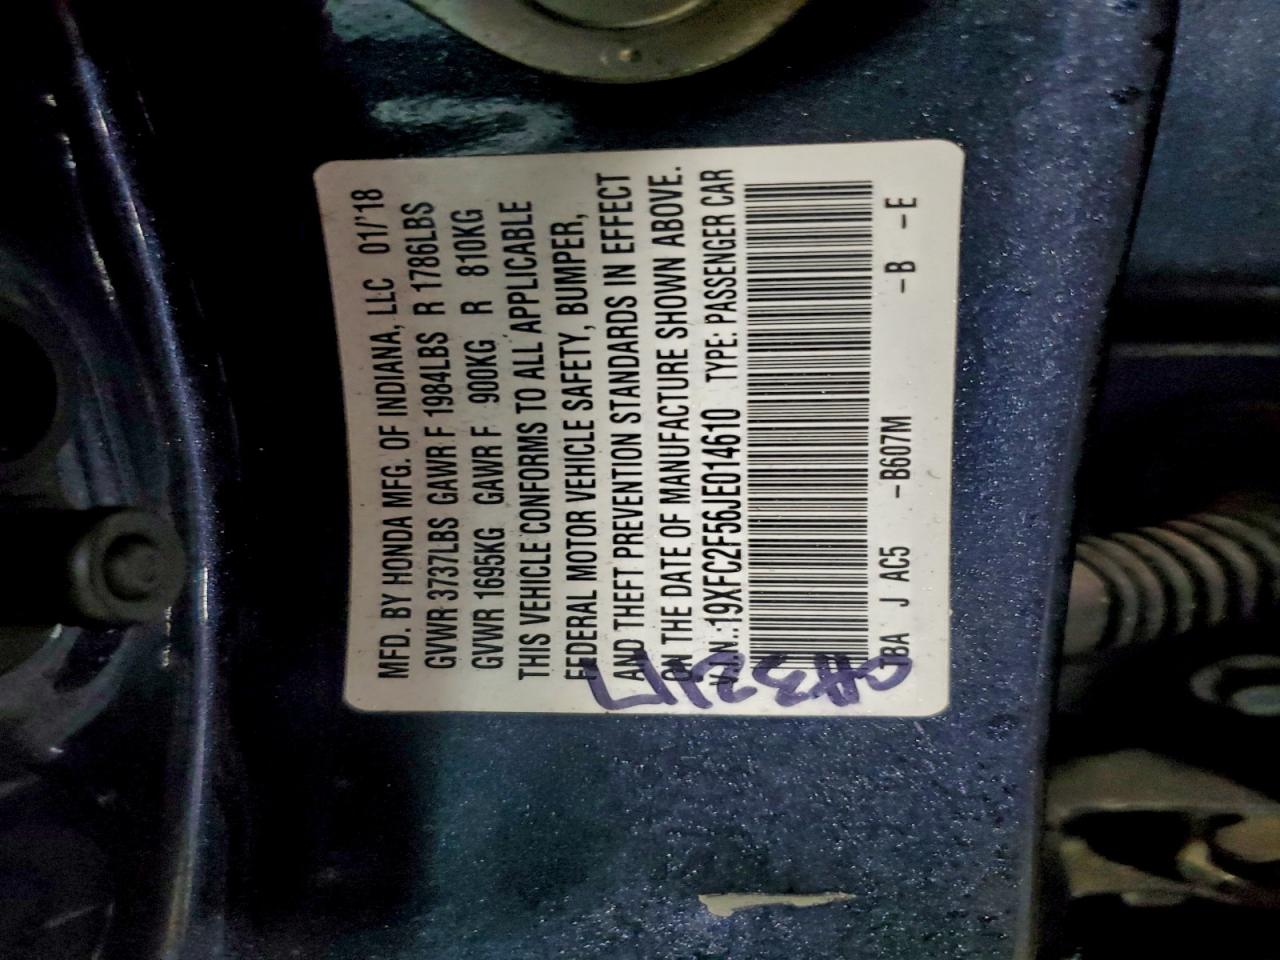 MFD. BY HONDA MFG. OF INDIANA, LLC 01/'18
GVWR 3737LBS GAWR F 1984LBS R 1786LBS
GVWR 1695KG GAWR F 900KG R 810KG
THIS VEHICLE CONFORMS TO ALL APPLICABLE
FEDERAL MOTOR VEHICLE SAFETY, BUMPER,
AND THEFT PREVENTION STANDARDS IN EFFECT
ON THE DATE OF MANUFACTURE SHOWN ABOVE.
V.I.N.:19XFC2F56JE014610 TYPE: PASSENGER CAR
TBA J AC5 -B607M -B -E